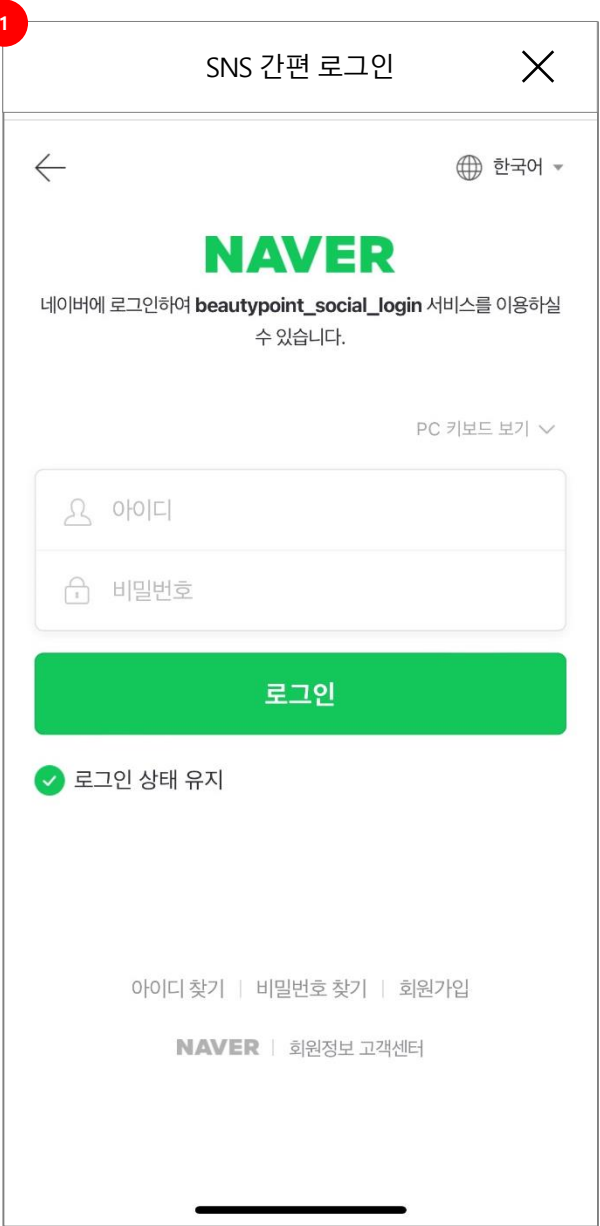 1
SNS 간편 로그인
한국어
NAVER
네이버에 로그인하여 beautypoint_social_login 서비스를 이용하실
수 있습니다.
PC 키보드 보기
아이디
비밀번호
로그인
로그인 상태 유지
아이디 찾기 | 비밀번호 찾기 | 회원가입
NAVER | 회원정보 고객센터